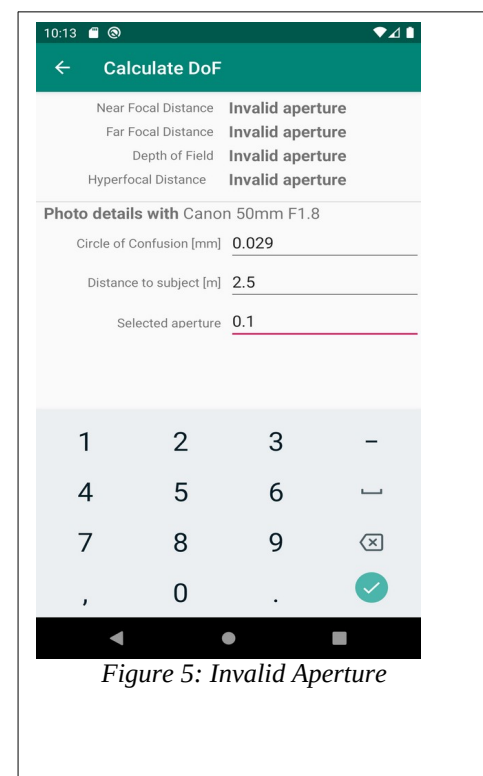 10:13
Calculate DoF
Near Focal Distance Invalid aperture
Far Focal Distance Invalid aperture
Depth of Field Invalid aperture
Hyperfocal Distance Invalid aperture
Photo details with Canon 50mm F1.8
Circle of Confusion [mm] 0.029
Distance to subject [m] 2.5
Selected aperture 0.1
1 2 3 -
4 5 6
7 8 9
, 0 .
Figure 5: Invalid Aperture